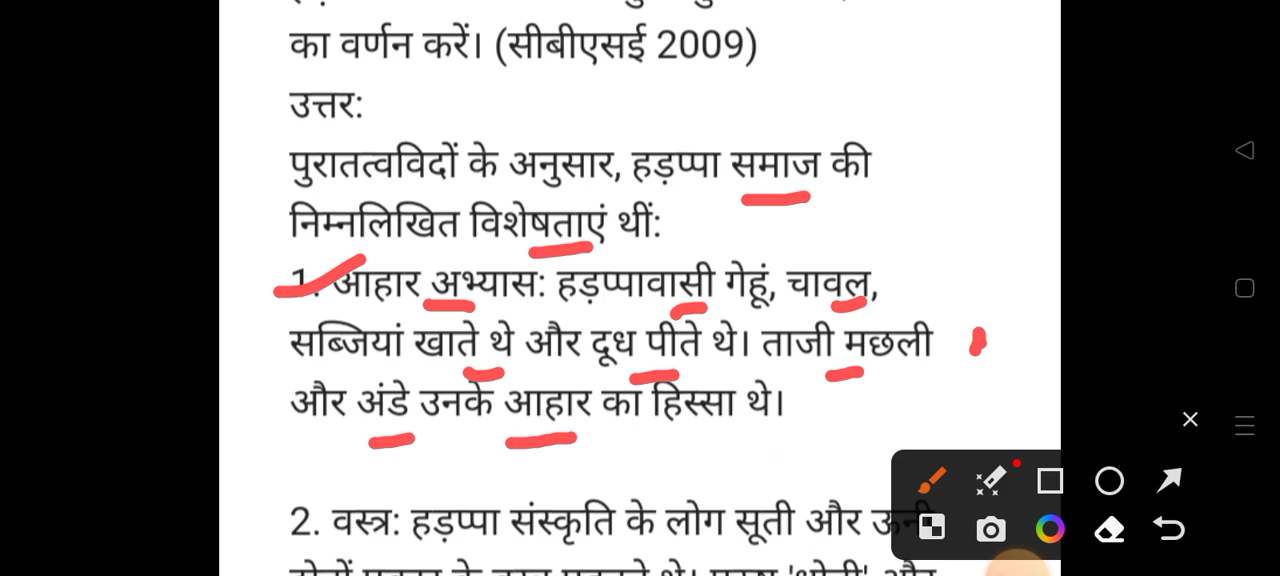 का वर्णन करें। (सीबीएसई 2009)
उत्तर:
पुरातत्वविदों के अनुसार, हड़प्पा समाज की
निम्नलिखित विशेषताएं थीं:
1. आहार अभ्यास: हड़प्पावासी गेहूं, चावल,
सब्जियां खाते थे और दूध पीते थे। ताजी मछली
और अंडे उनके आहार का हिस्सा थे।
2. वस्त्र: हड़प्पा संस्कृति के लोग सूती और ऊनी